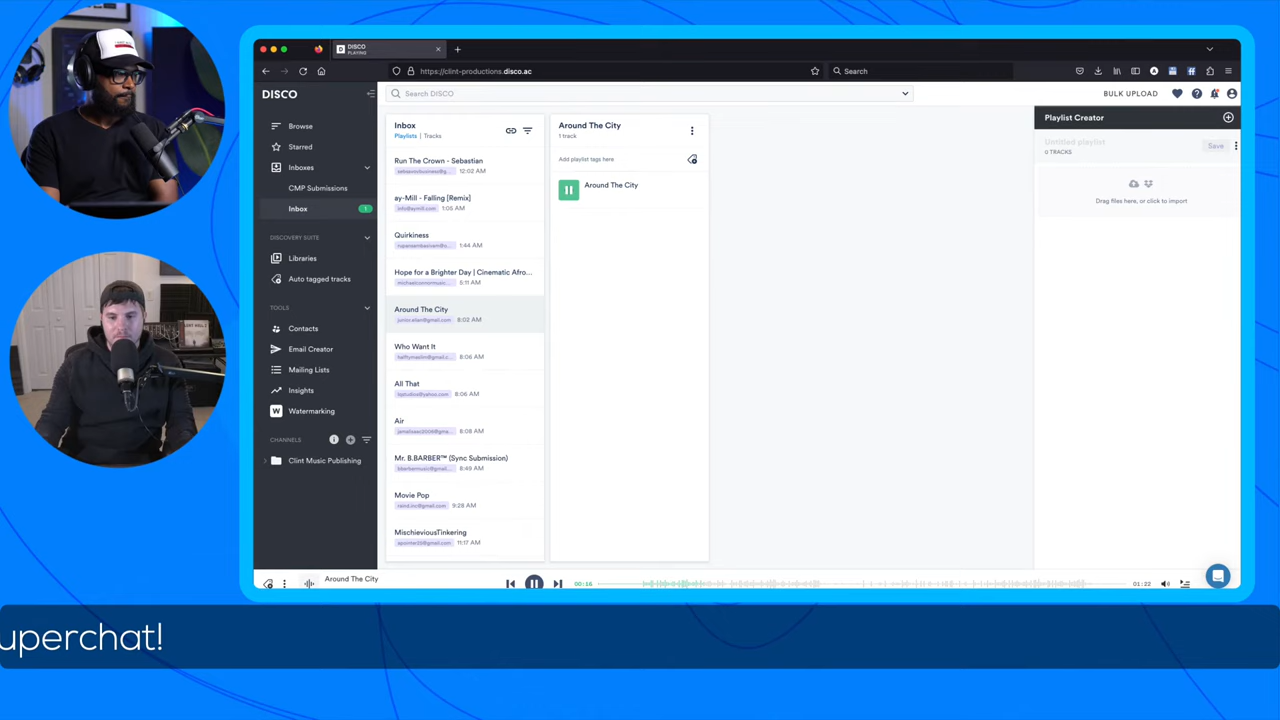 DISCO
PLAYING
https://clint-productions.disco.ac
Search
DISCO
Search DISCO
BULK UPLOAD
Browse
Starred
Inboxes
CMP Submissions
Inbox
1
DISCOVERY SUITE
Libraries
Auto tagged tracks
TOOLS
Contacts
Email Creator
Mailing Lists
Insights
Watermarking
CHANNELS
Clint Music Publishing
Inbox
Playlists | Tracks
Run The Crown - Sebastian
12:02 AM
ay-Mill - Falling [Remix]
info@aymill.com 1:05 AM
Quirkiness
1:44 AM
Hope for a Brighter Day | Cinematic Afro...
5:11 AM
Around The City
8:02 AM
Who Want It
8:06 AM
All That
8:06 AM
Air
8:08 AM
Mr. B.BARBER™ (Sync Submission)
8:49 AM
Movie Pop
9:28 AM
MischieviousTinkering
11:17 AM
Around The City
1 track
Add playlist tags here
Around The City
Playlist Creator
Untitled playlist
0 TRACKS
Save
Drag files here, or click to import
Around The City
00:16
01:22
uperchat!